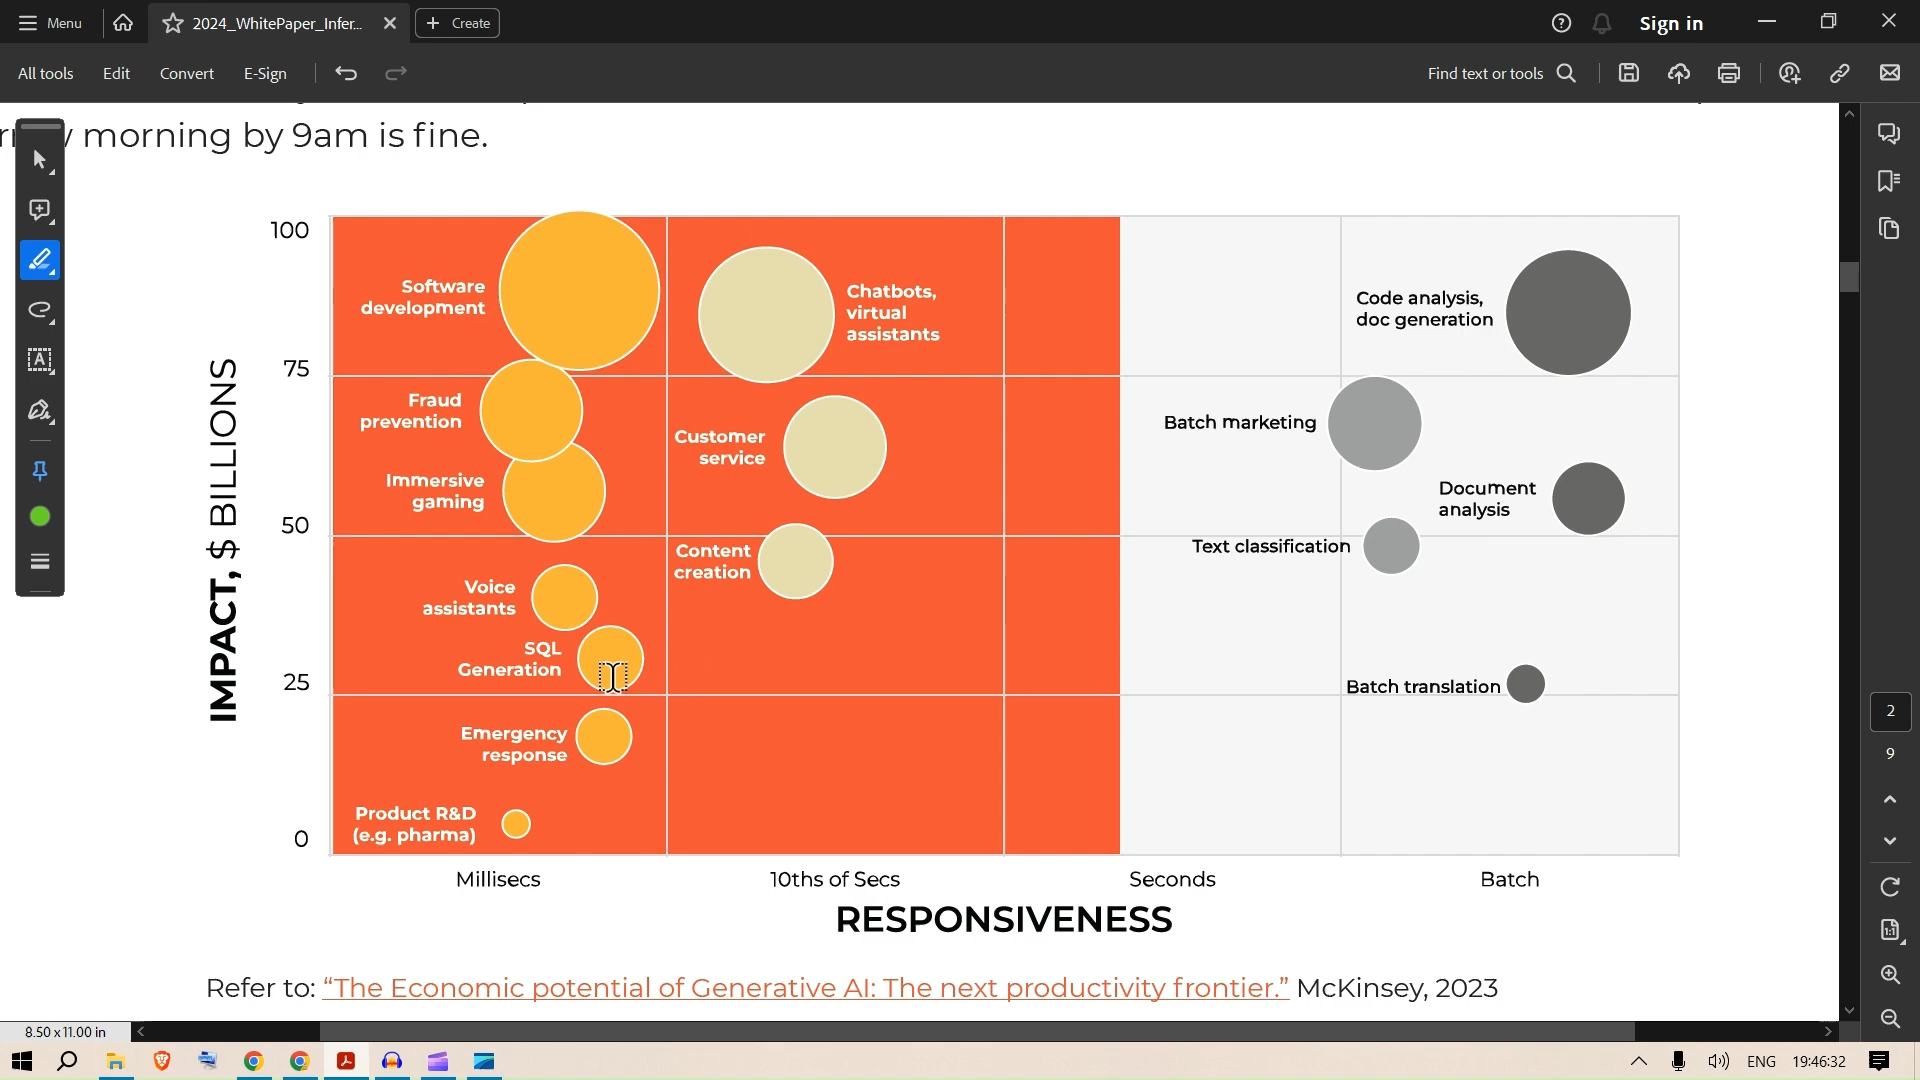 Menu
2024_WhitePaper_Infer...
Create
Sign in
All tools
Edit
Convert
E-Sign
Find text or tools
morning by 9am is fine.
IMPACT, $ BILLIONS
100
75
50
25
0
Software
development
Chatbots,
virtual
assistants
Code analysis,
doc generation
Fraud
prevention
Customer
service
Batch marketing
Immersive
gaming
Document
analysis
Content
creation
Text classification
Voice
assistants
SQL
Generation
Batch translation
Emergency
response
Product R&D
(e.g. pharma)
Millisecs
10ths of Secs
Seconds
Batch
RESPONSIVENESS
Refer to: “The Economic potential of Generative AI: The next productivity frontier.” McKinsey, 2023
2
9
1:1
8.50 x 11.00 in
ENG
19:46:32